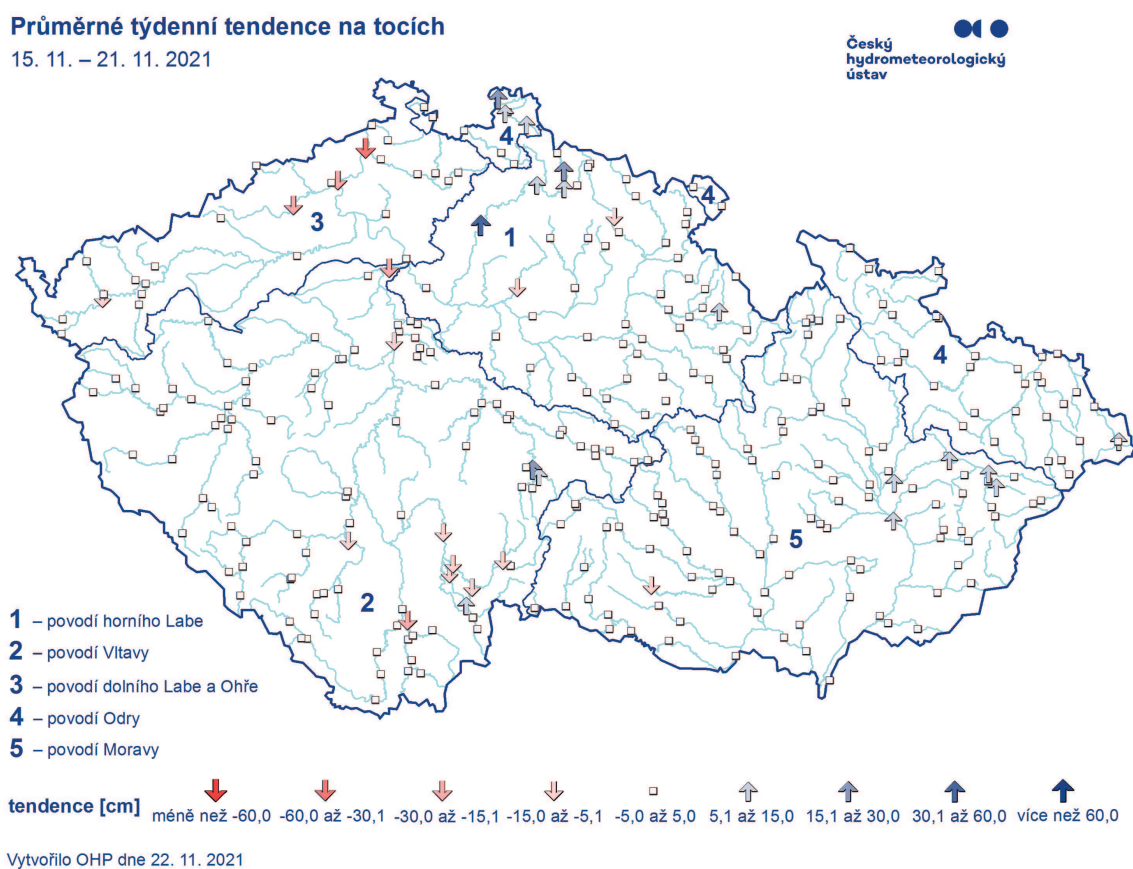 Průměrné týdenní tendence na tocích
15. 11. – 21. 11. 2021
Český
hydrometeorologický
ústav
4
4
3
1
4
5
2
1 – povodí horního Labe
2 – povodí Vltavy
3 – povodí dolního Labe a Ohře
4 – povodí Odry
5 – povodí Moravy
tendence [cm]
méně než -60,0
-60,0 až -30,1
-30,0 až -15,1
-15,0 až -5,1
-5,0 až 5,0
5,1 až 15,0
15,1 až 30,0
30,1 až 60,0
více než 60,0
Vytvořilo OHP dne 22. 11. 2021